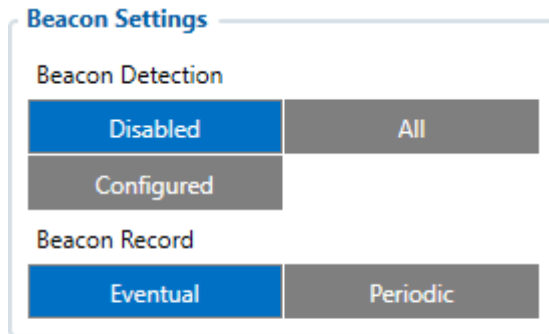 Beacon Settings
Beacon Detection
Disabled All
Configured
Beacon Record
Eventual Periodic